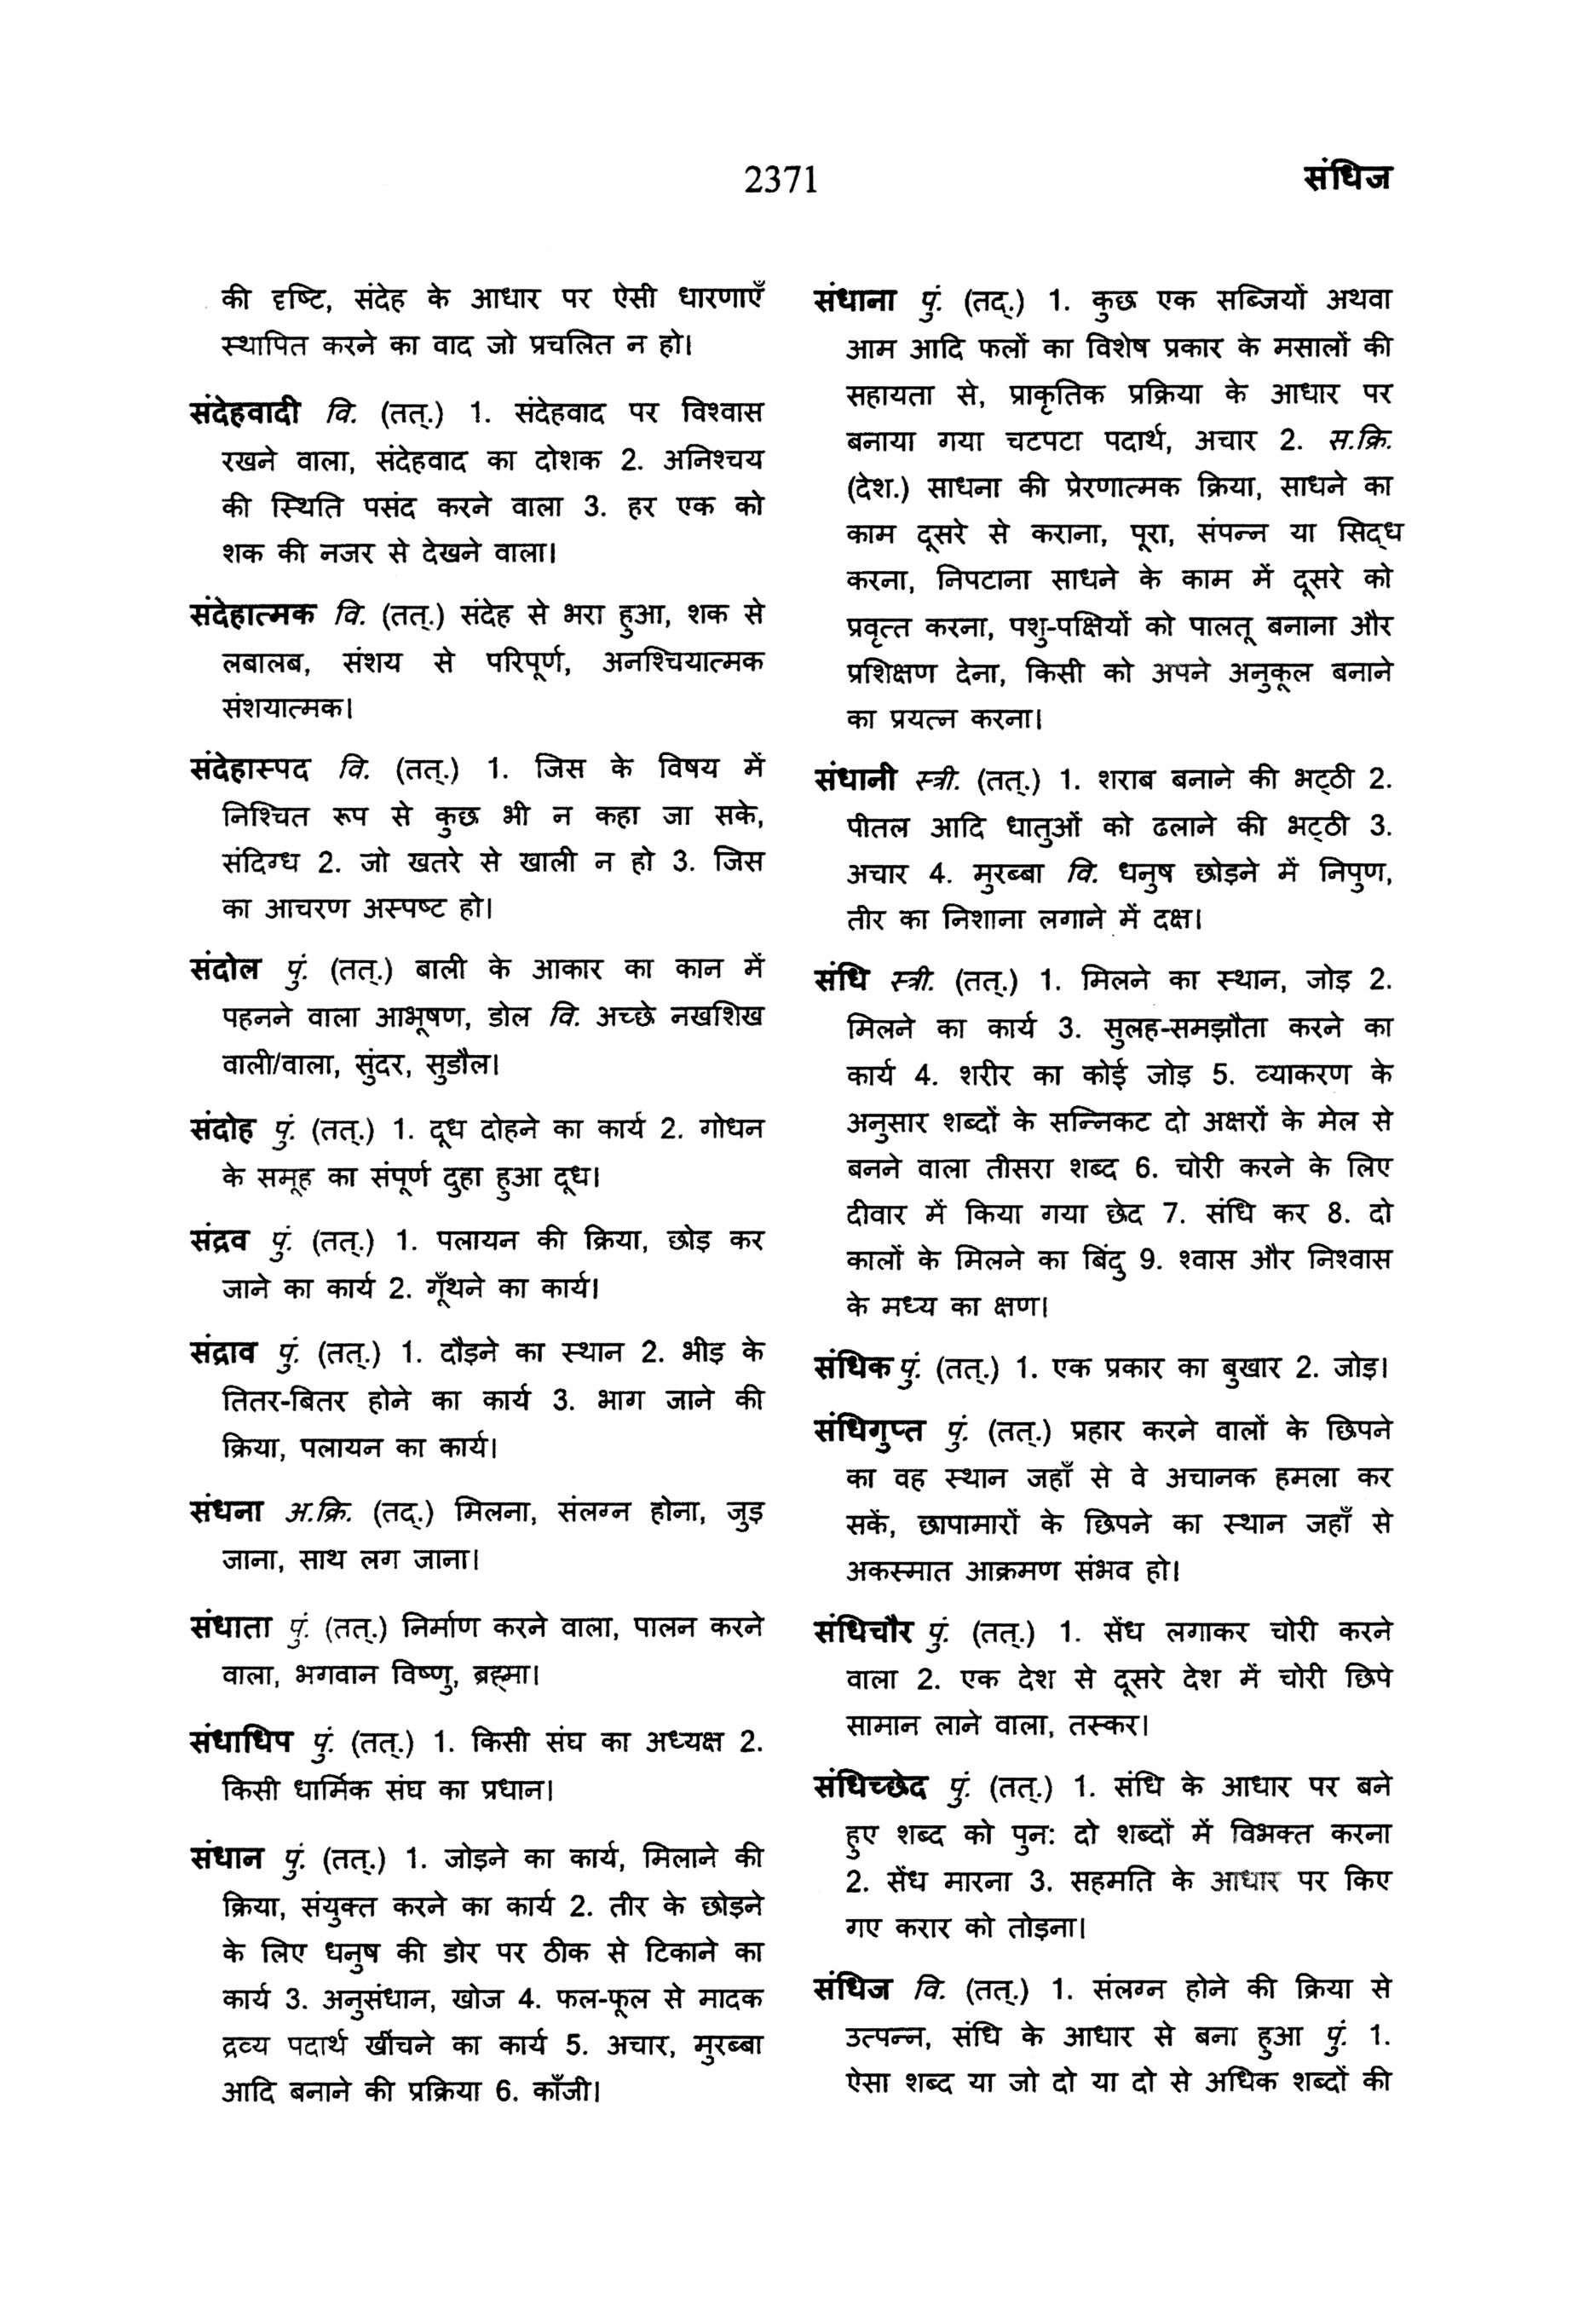 2371
संधिज
की दृष्टि, संदेह के आधार पर ऐसी धारणाएँ
स्थापित करने का वाद जो प्रचलित न हो।
संदेहवादी वि. (तत्.) 1. संदेहवाद पर विश्वास
रखने वाला, संदेहवाद का दोशक 2. अनिश्चय
की स्थिति पसंद करने वाला 3. हर एक को
शक की नजर से देखने वाला।
संदेहात्मक वि. (तत्.) संदेह से भरा हुआ, शक से
लबालब, संशय से परिपूर्ण, अनश्चियात्मक
संशयात्मक।
संदेहास्पद वि. (तत्.) 1. जिस के विषय में
निश्चित रूप से कुछ भी न कहा जा सके,
संदिग्ध 2. जो खतरे से खाली न हो 3. जिस
का आचरण अस्पष्ट हो।
संदोल पुं. (तत्.) बाली के आकार का कान में
पहनने वाला आभूषण, डोल वि. अच्छे नखशिख
वाली/वाला, सुंदर, सुडौल।
संदोह पुं. (तत्.) 1. दूध दोहने का कार्य 2. गोधन
के समूह का संपूर्ण दुहा हुआ दूध।
संद्रव पुं. (तत्.) 1. पलायन की क्रिया, छोड़ कर
जाने का कार्य 2. गूँथने का कार्य।
संद्राव पुं. (तत्.) 1. दौड़ने का स्थान 2. भीड़ के
तितर-बितर होने का कार्य 3. भाग जाने की
क्रिया, पलायन का कार्य।
संधना अ.क्रि. (तद्.) मिलना, संलग्न होना, जुड़
जाना, साथ लग जाना।
संधाता पुं. (तत्.) निर्माण करने वाला, पालन करने
वाला, भगवान विष्णु, ब्रह्मा।
संधाधिप पुं. (तत्.) 1. किसी संघ का अध्यक्ष 2.
किसी धार्मिक संघ का प्रधान।
संधान पुं. (तत्.) 1. जोड़ने का कार्य, मिलाने की
क्रिया, संयुक्त करने का कार्य 2. तीर के छोड़ने
के लिए धनुष की डोर पर ठीक से टिकाने का
कार्य 3. अनुसंधान, खोज 4. फल-फूल से मादक
द्रव्य पदार्थ खींचने का कार्य 5. अचार, मुरब्बा
आदि बनाने की प्रक्रिया 6. काँजी।
संधाना पुं. (तद्.) 1. कुछ एक सब्जियों अथवा
आम आदि फलों का विशेष प्रकार के मसालों की
सहायता से, प्राकृतिक प्रक्रिया के आधार पर
बनाया गया चटपटा पदार्थ, अचार 2. स.क्रि.
(देश.) साधना की प्रेरणात्मक क्रिया, साधने का
काम दूसरे से कराना, पूरा, संपन्न या सिद्ध
करना, निपटाना साधने के काम में दूसरे को
प्रवृत्त करना, पशु-पक्षियों को पालतू बनाना और
प्रशिक्षण देना, किसी को अपने अनुकूल बनाने
का प्रयत्न करना।
संधानी स्त्री. (तत्.) 1. शराब बनाने की भट्ठी 2.
पीतल आदि धातुओं को ढलाने की भट्ठी 3.
अचार 4. मुरब्बा वि. धनुष छोड़ने में निपुण,
तीर का निशाना लगाने में दक्ष।
संधि स्त्री. (तत्.) 1. मिलने का स्थान, जोड़ 2.
मिलने का कार्य 3. सुलह-समझौता करने का
कार्य 4. शरीर का कोई जोड़ 5. व्याकरण के
अनुसार शब्दों के सन्निकट दो अक्षरों के मेल से
बनने वाला तीसरा शब्द 6. चोरी करने के लिए
दीवार में किया गया छेद 7. संधि कर 8. दो
कालों के मिलने का बिंदु 9. श्वास और निश्वास
के मध्य का क्षण।
संधिक पुं. (तत्.) 1. एक प्रकार का बुखार 2. जोड़।
संधिगुप्त पुं. (तत्.) प्रहार करने वालों के छिपने
का वह स्थान जहाँ से वे अचानक हमला कर
सकें, छापामारों के छिपने का स्थान जहाँ से
अकस्मात आक्रमण संभव हो।
संधिचौर पुं. (तत्.) 1. सेंध लगाकर चोरी करने
वाला 2. एक देश से दूसरे देश में चोरी छिपे
सामान लाने वाला, तस्कर।
संधिच्छेद पुं. (तत्.) 1. संधि के आधार पर बने
हुए शब्द को पुन: दो शब्दों में विभक्त करना
2. सेंध मारना 3. सहमति के आधार पर किए
गए करार को तोड़ना।
संधिज वि. (तत्.) 1. संलग्न होने की क्रिया से
उत्पन्न, संधि के आधार से बना हुआ पुं. 1.
ऐसा शब्द या जो दो या दो से अधिक शब्दों की